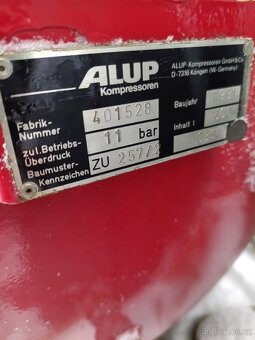 ALUP
Kompressoren
ALUP-Kompressoren GmbH & Co
D-7316 Köngen (W-Germany)
Fabrik-
Nummer
401528
Baujahr
zul. Betriebs-
Überdruck
11 bar
Inhalt l
Baumuster-
Kennzeichen
ZU 257/2